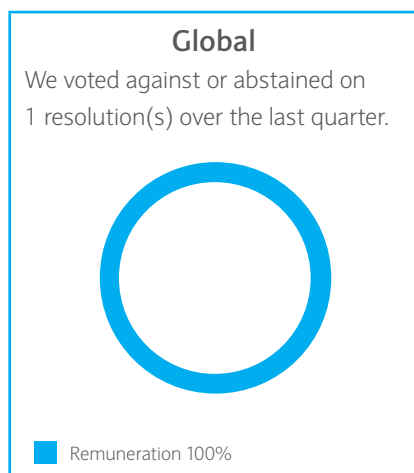 Global
We voted against or abstained on
1 resolution(s) over the last quarter.
Remuneration 100%